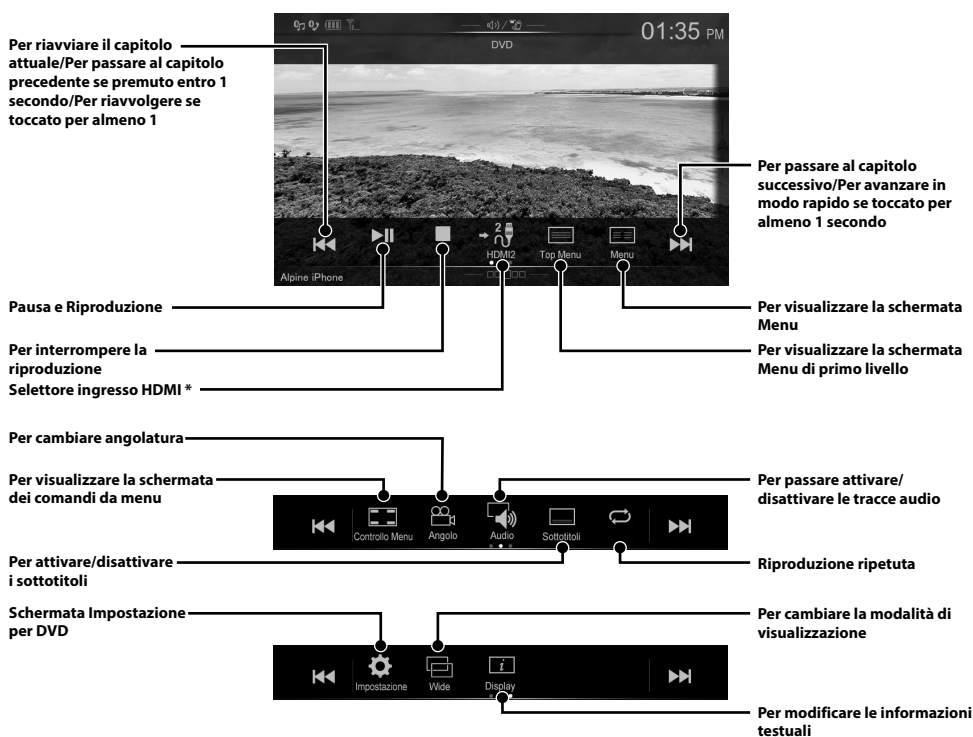 01:35 PM
DVD
Per riavviare il capitolo
attuale/Per passare al capitolo
precedente se premuto entro 1
secondo/Per riavvolgere se
toccato per almeno 1
Per passare al capitolo
successivo/Per avanzare in
modo rapido se toccato per
almeno 1 secondo
2
HDMI2
Top Menu
Menu
Alpine iPhone
Pausa e Riproduzione
Per visualizzare la schermata
Menu
Per interrompere la
riproduzione
Per visualizzare la schermata
Menu di primo livello
Selettore ingresso HDMI *
Per cambiare angolatura
Per visualizzare la schermata
dei comandi da menu
Per passare attivare/
disattivare le tracce audio
Controllo Menu
Angolo
Audio
Sottotitoli
Per attivare/disattivare
i sottotitoli
Riproduzione ripetuta
Schermata Impostazione
per DVD
Per cambiare la modalità di
visualizzazione
i
Impostazione
Wide
Display
Per modificare le informazioni
testuali